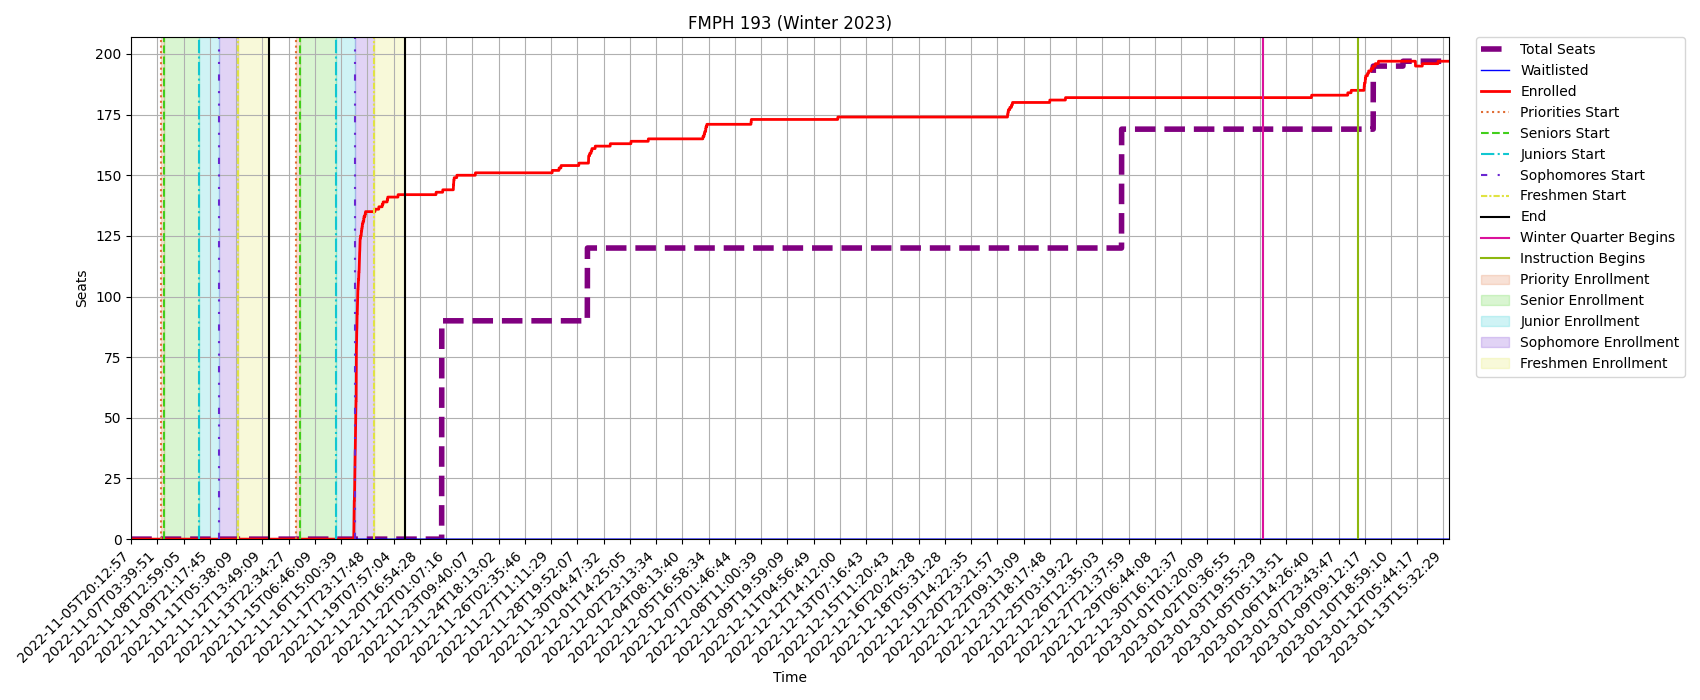 FMPH 193 (Winter 2023)
200
175
150
125
100
75
50
25
0
Seats
2022-11-05T20:12:57
2022-11-07T03:39:51
2022-11-08T12:59:05
2022-11-09T21:17:45
2022-11-11T05:38:09
2022-11-12T13:49:09
2022-11-13T22:34:27
2022-11-15T06:46:09
2022-11-16T15:00:39
2022-11-17T23:17:48
2022-11-19T07:57:04
2022-11-20T16:54:28
2022-11-22T01:07:16
2022-11-23T09:40:07
2022-11-24T18:13:02
2022-11-26T02:35:46
2022-11-27T11:11:29
2022-11-28T19:52:07
2022-11-30T04:47:32
2022-12-01T14:25:05
2022-12-02T23:13:34
2022-12-04T08:13:40
2022-12-05T16:58:34
2022-12-07T01:46:44
2022-12-08T11:00:39
2022-12-09T19:59:09
2022-12-11T04:56:49
2022-12-12T14:12:00
2022-12-13T17:16:43
2022-12-15T11:20:43
2022-12-16T20:24:28
2022-12-18T05:31:28
2022-12-19T14:22:35
2022-12-20T23:21:57
2022-12-22T09:13:09
2022-12-23T18:17:48
2022-12-25T03:19:22
2022-12-26T12:35:03
2022-12-27T21:37:59
2022-12-29T06:44:08
2022-12-30T16:12:37
2023-01-01T01:20:09
2023-01-02T10:36:55
2023-01-03T19:55:29
2023-01-05T05:13:51
2023-01-06T14:26:40
2023-01-07T23:43:47
2023-01-09T09:12:17
2023-01-10T18:59:10
2023-01-12T05:44:17
2023-01-13T15:32:29
Time
Total Seats
Waitlisted
Enrolled
Priorities Start
Seniors Start
Juniors Start
Sophomores Start
Freshmen Start
End
Winter Quarter Begins
Instruction Begins
Priority Enrollment
Senior Enrollment
Junior Enrollment
Sophomore Enrollment
Freshmen Enrollment